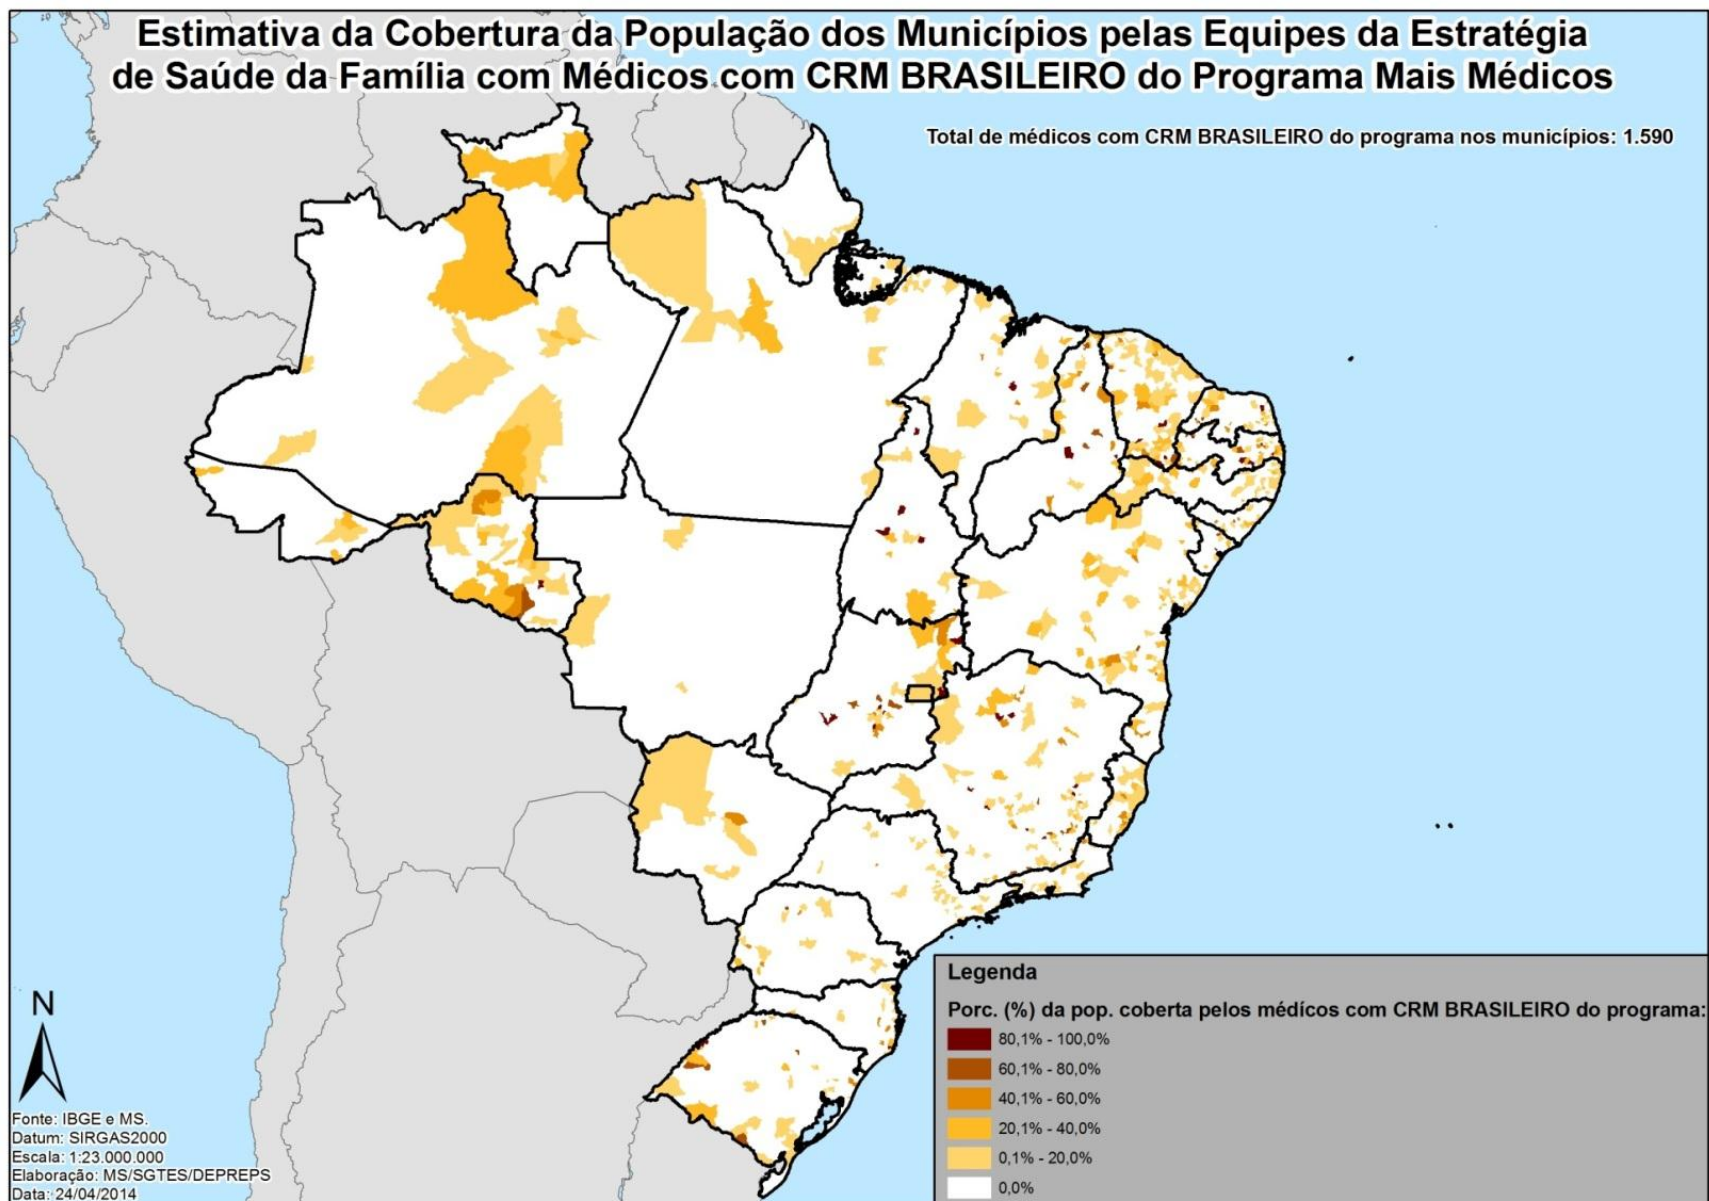 Estimativa da Cobertura da População dos Municípios pelas Equipes da Estratégia
de Saúde da Família com Médicos com CRM BRASILEIRO do Programa Mais Médicos
Total de médicos com CRM BRASILEIRO do programa nos municípios: 1.590
N
Fonte: IBGE e MS.
Datum: SIRGAS2000
Escala: 1:23.000.000
Elaboração: MS/SGTES/DEPREPS
Data: 24/04/2014
Legenda
Porc. (%) da pop. coberta pelos médicos com CRM BRASILEIRO do programa:
80,1% - 100,0%
60,1% - 80,0%
40,1% - 60,0%
20,1% - 40,0%
0,1% - 20,0%
0,0%